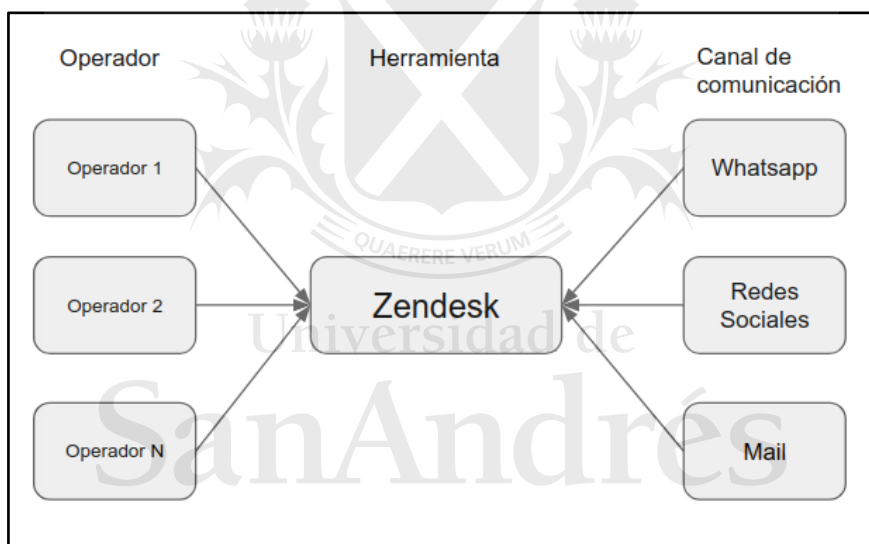 Operador
Herramienta
Canal de
comunicación
Operador 1
Whatsapp
QUAERERE VERUM
Operador 2
Zendesk
Redes
Sociales
Universidad de
SanAndrés
Operador N
Mail